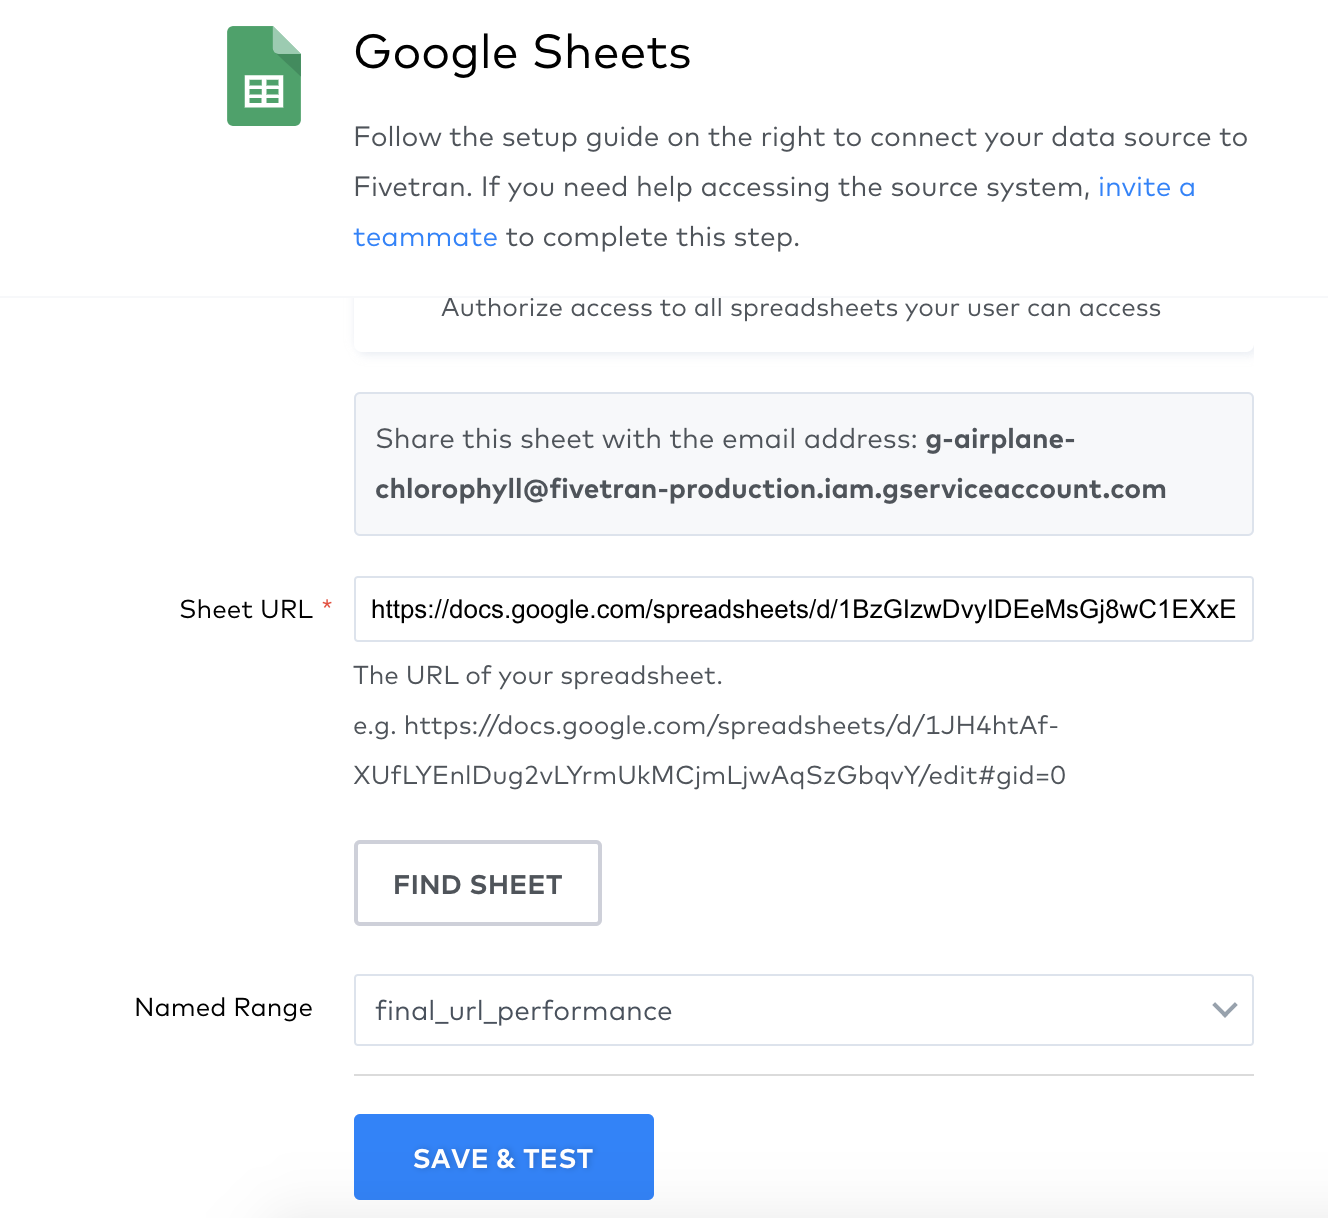 Google Sheets
Follow the setup guide on the right to connect your data source to
Fivetran. If you need help accessing the source system, invite a
teammate to complete this step.
Authorize access to all spreadsheets your user can access
Share this sheet with the email address: g-airplane-
chlorophyll@fivetran-production.iam.gserviceaccount.com
Sheet URL *
https://docs.google.com/spreadsheets/d/1BzGIzwDvyIDEeMsGj8wC1EXxE
The URL of your spreadsheet.
e.g. https://docs.google.com/spreadsheets/d/1JH4htAf-
XUfLYEnlDug2vLYrmUkMCjmLjwAqSzGbqvY/edit#gid=0
FIND SHEET
Named Range
final_url_performance
SAVE & TEST